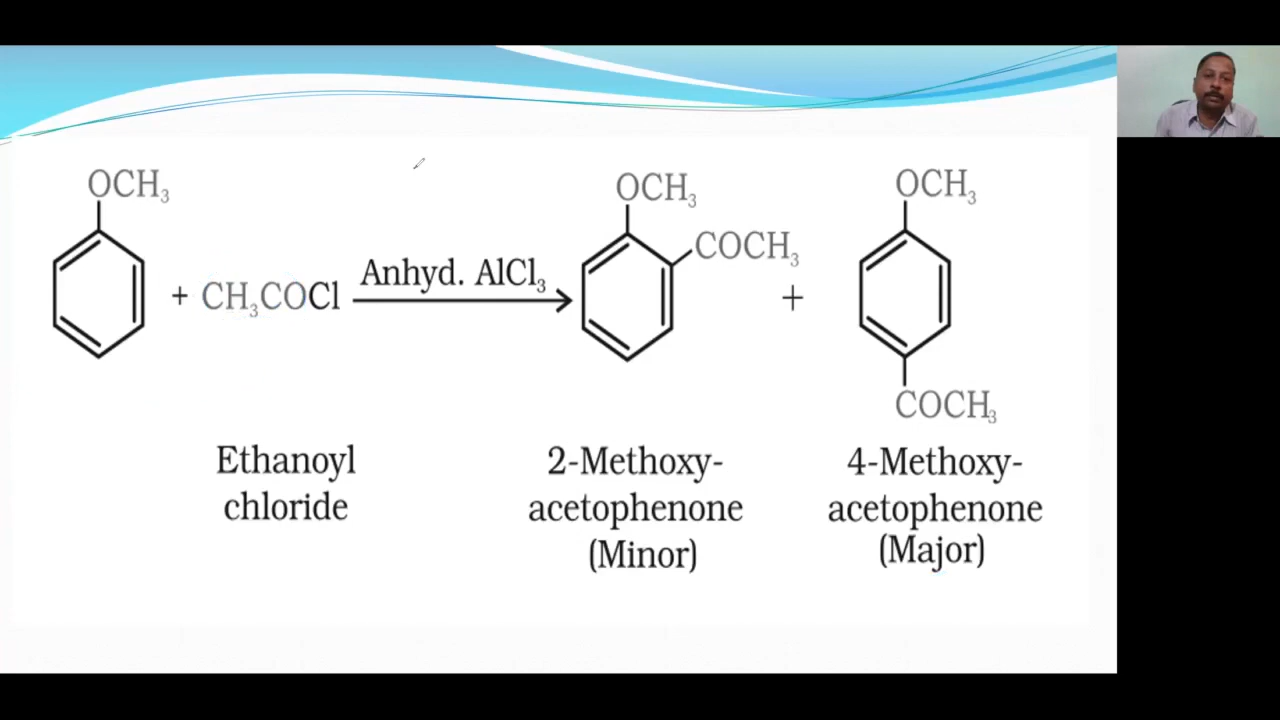 OCH₃
+ CH₃COCl
Anhyd. AlCl₃
OCH₃
COCH₃
+
OCH₃
COCH₃
Ethanoyl
chloride
2-Methoxy-
acetophenone
(Minor)
4-Methoxy-
acetophenone
(Major)